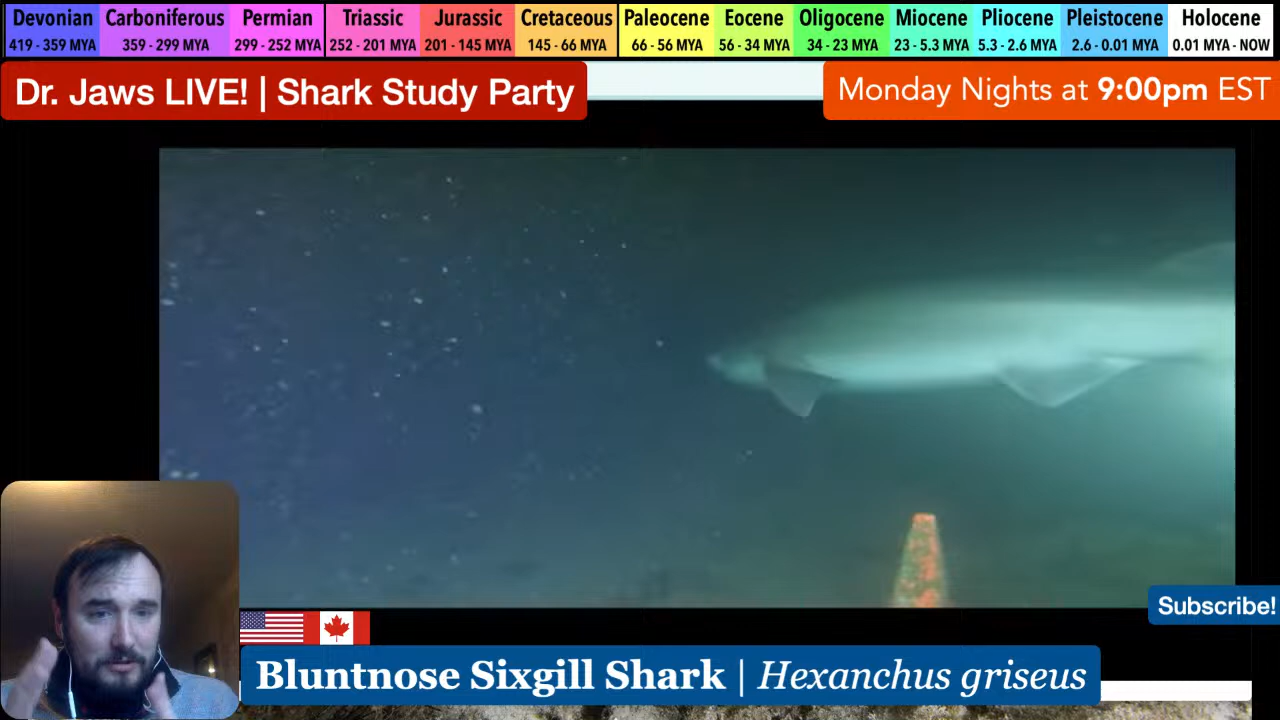 Devonian Carboniferous Permian Triassic Jurassic Cretaceous Paleocene Eocene Oligocene Miocene Pliocene Pleistocene Holocene
419 - 359 MYA 359 - 299 MYA 299 - 252 MYA 252 - 201 MYA 201 - 145 MYA 145 - 66 MYA 66 - 56 MYA 56 - 34 MYA 34 - 23 MYA 23 - 5.3 MYA 5.3 - 2.6 MYA 2.6 - 0.01 MYA 0.01 MYA - NOW
Dr. Jaws LIVE! | Shark Study Party
Monday Nights at 9:00pm EST
Subscribe!
Bluntnose Sixgill Shark | Hexanchus griseus